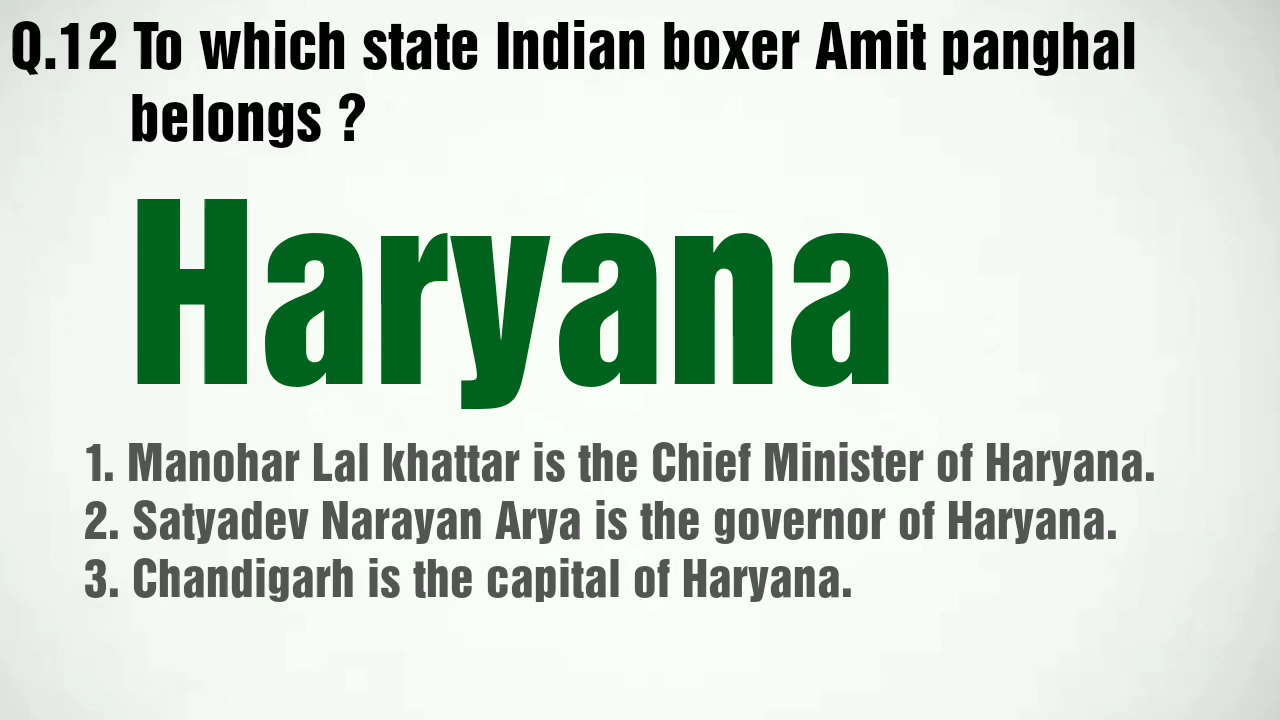 Q.12 To which state Indian boxer Amit panghal
belongs ?
Haryana
1. Manohar Lal khattar is the Chief Minister of Haryana.
2. Satyadev Narayan Arya is the governor of Haryana.
3. Chandigarh is the capital of Haryana.